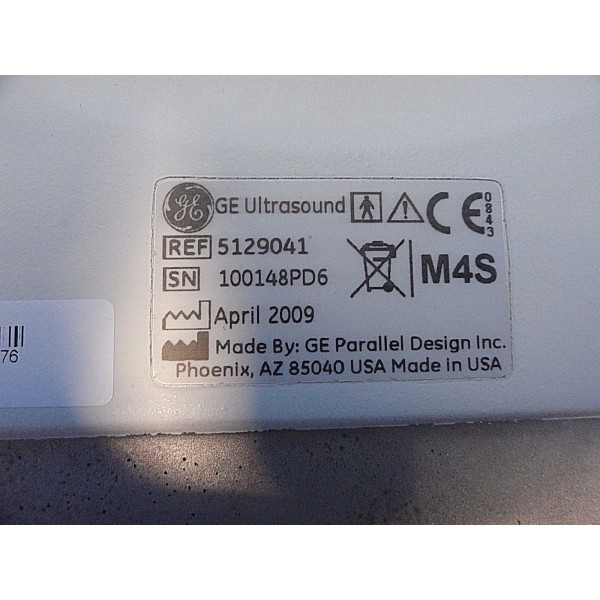 GE GE Ultrasound CE 0843
REF 5129041
SN 100148PD6 M4S
April 2009
Made By: GE Parallel Design Inc.
Phoenix, AZ 85040 USA Made in USA
76